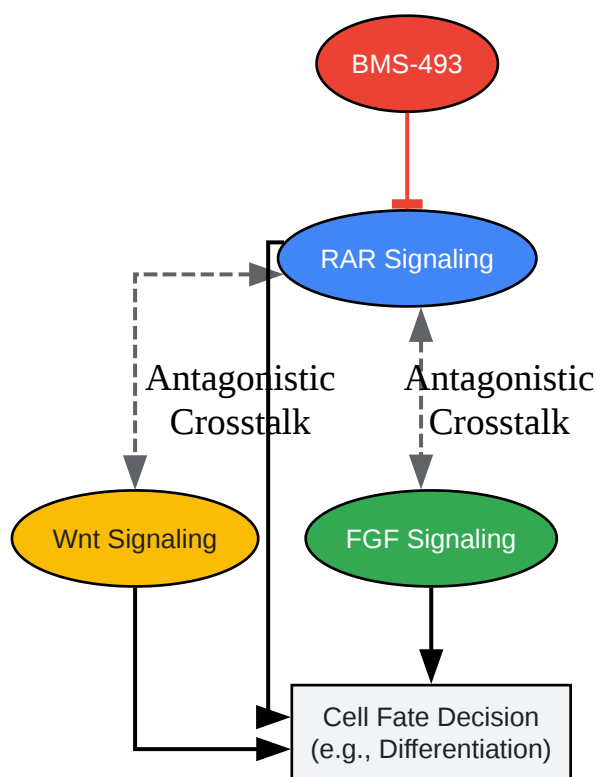 BMS-493
RAR Signaling
Antagonistic
Crosstalk
Antagonistic
Crosstalk
Wnt Signaling
FGF Signaling
Cell Fate Decision
(e.g., Differentiation)